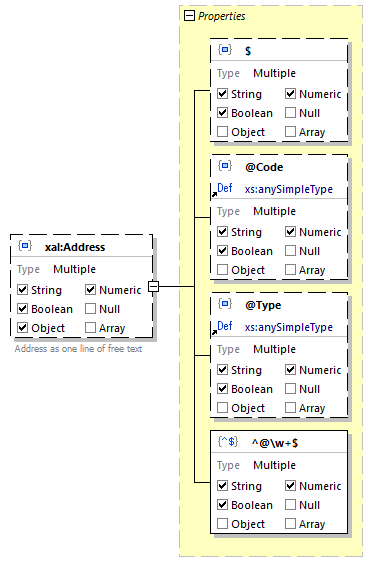 Properties
$
Type Multiple
String Numeric
Boolean Null
Object Array
@Code
Def xs:anySimpleType
Type Multiple
String Numeric
Boolean Null
Object Array
xal:Address
Type Multiple
String Numeric
Boolean Null
Object Array
Address as one line of free text
@Type
Def xs:anySimpleType
Type Multiple
String Numeric
Boolean Null
Object Array
{^$} ^@\w+$
Type Multiple
String Numeric
Boolean Null
Object Array